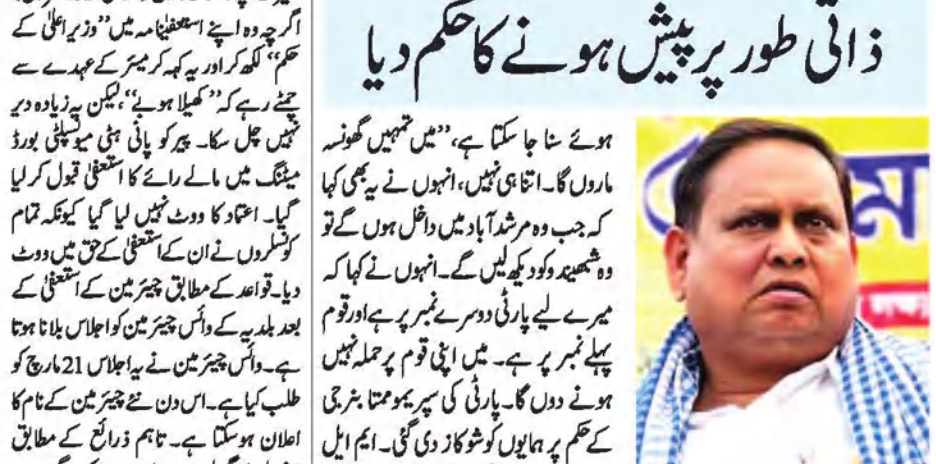 ذاتی طور پر پیش ہونے کا حکم دیا
ہوئے سنا جا سکتا ہے، ’’میں تمہیں گھونسہ
ماروں گا۔ اتنا ہی نہیں، انہوں نے یہ بھی کہا
کہ جب وہ مرشد آباد میں داخل ہوں گے تو
وہ شبھیندو کو دیکھ لیں گے۔ انہوں نے کہا کہ
میرے لیے پارٹی دوسرے نمبر پر ہے اور قوم
پہلے نمبر پر ہے۔ میں اپنی قوم پر حملہ نہیں
ہونے دوں گا۔ پارٹی کی سپریمو ممتا بنرجی
کے حکم پر ہمایوں کو شوکاز دی گئی۔ ایم ایل
اگرچہ وہ اپنے استعفیٰنامہ میں ’’وزیراعلیٰ کے
حکم‘‘ لکھ کر اور یہ کہہ کر میئر کے عہدے سے
چمٹے رہے کہ ’’کھیلا ہوبے‘‘، لیکن یہ زیادہ دیر
نہیں چل سکا۔ پیر کو پانی ہٹی میونسپلٹی بورڈ
میٹنگ میں مالے رائے کا استعفیٰ قبول کر لیا
گیا۔ اعتماد کا ووٹ نہیں لیا گیا کیونکہ تمام
کونسلروں نے ان کے استعفیٰ کے حق میں ووٹ
دیا۔ قواعد کے مطابق چیئرمین کے استعفیٰ کے
بعد بلدیہ کے وائس چیئرمین کو اجلاس بلانا ہوتا
ہے۔ وائس چیئرمین نے یہ اجلاس 21 مارچ کو
طلب کیا ہے۔ اس دن نئے چیئرمین کے نام کا
اعلان ہوسکتا ہے۔ تاہم ذرائع کے مطابق